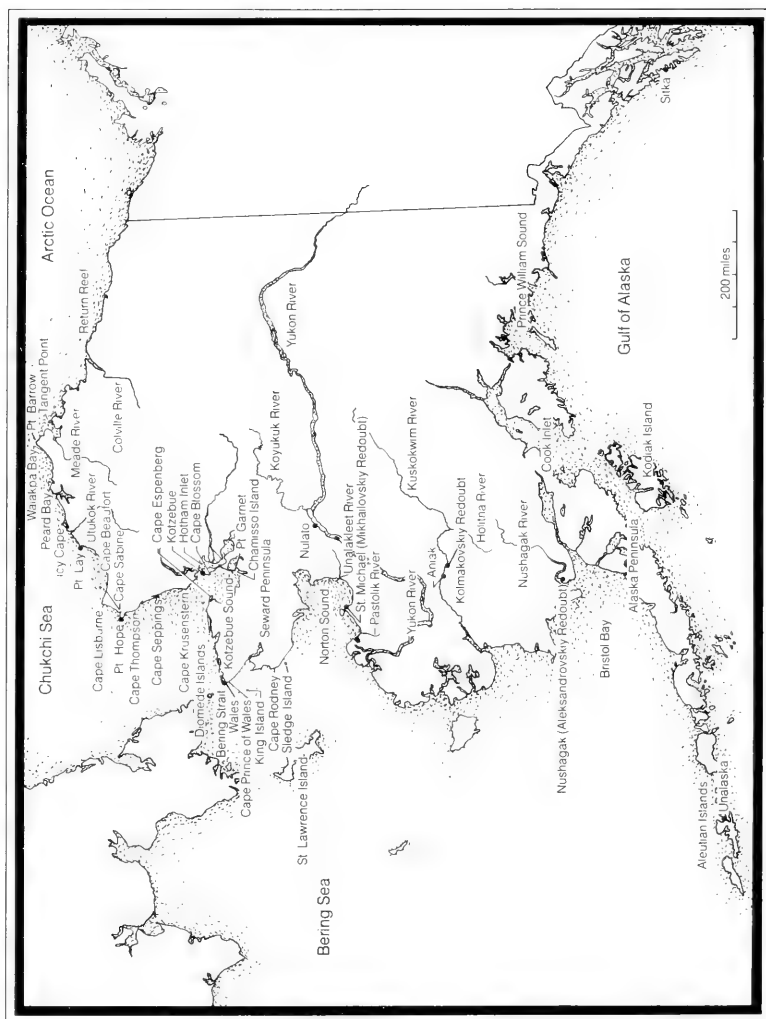 Arctic Ocean
Chukchi Sea
Waiakpa Bay
Pt Barrow
Tangent Point
Peard Bay
Icy Cape
Meade River
Return Reef
Colville River
Utukok River
Pt Lay
Cape Beaufort
Cape Sabine
Cape Lisburne
Pt Hope
Cape Thompson
Cape Seppings
Cape Krusenstern
Cape Espenberg
Kotzebue
Hotham Inlet
Cape Blossom
Pt Garnet
Chamisso Island
Kotzebue Sound
Seward Peninsula
Diomede Islands
Bering Strait
Wales
Cape Prince of Wales
King Island
Cape Rodney
Sledge Island
St Lawrence Island
Bering Sea
Norton Sound
Koyukuk River
Yukon River
Nulato
Unalakleet River
St Michael (Mikhailovskiy Redoubt)
Pastolik River
Yukon River
Kuskokwim River
Aniak
Kolmakovskiy Redoubt
Holitna River
Nushagak River
Nushagak (Aleksandrovskiy Redoubt)
Bristol Bay
Alaska Peninsula
Cook Inlet
Kodiak Island
Prince William Sound
Gulf of Alaska
Sitka
200 miles
Aleutian Islands
Unalaska